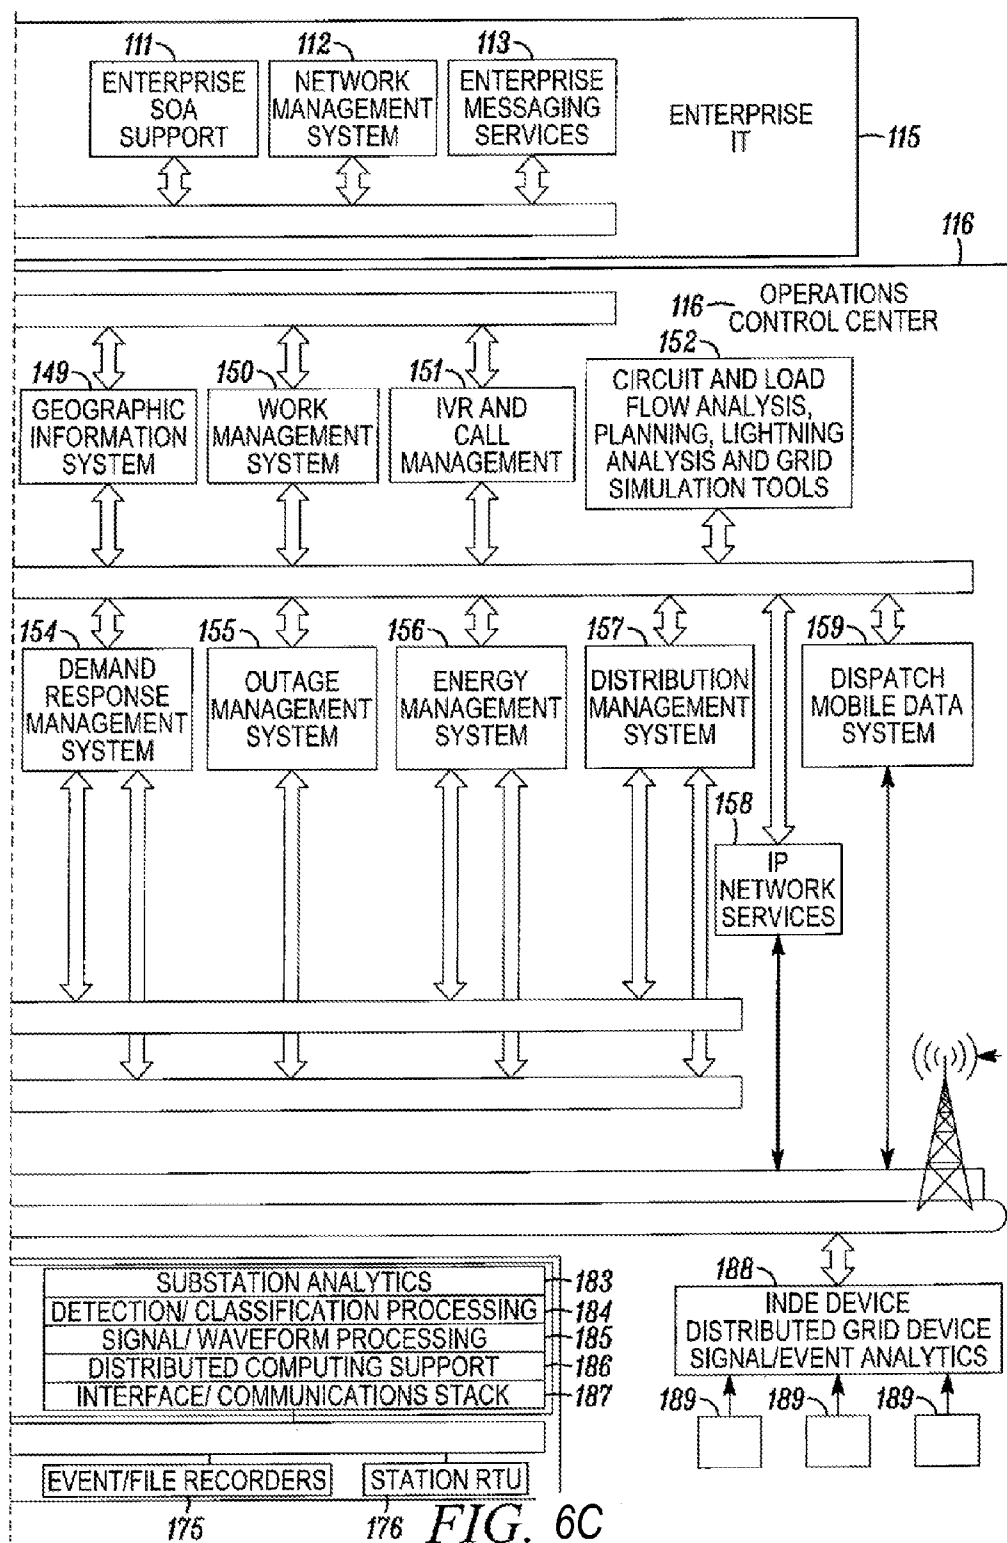 111
112
113
ENTERPRISE
SOA
SUPPORT
NETWORK
MANAGEMENT
SYSTEM
ENTERPRISE
MESSAGING
SERVICES
ENTERPRISE
IT
115
116
116
OPERATIONS
CONTROL CENTER
149
150
151
152
GEOGRAPHIC
INFORMATION
SYSTEM
WORK
MANAGEMENT
SYSTEM
IVR AND
CALL
MANAGEMENT
CIRCUIT AND LOAD
FLOW ANALYSIS,
PLANNING, LIGHTNING
ANALYSIS AND GRID
SIMULATION TOOLS
154
155
156
157
159
DEMAND
RESPONSE
MANAGEMENT
SYSTEM
OUTAGE
MANAGEMENT
SYSTEM
ENERGY
MANAGEMENT
SYSTEM
DISTRIBUTION
MANAGEMENT
SYSTEM
DISPATCH
MOBILE DATA
SYSTEM
158
IP
NETWORK
SERVICES
SUBSTATION ANALYTICS
183
DETECTION/ CLASSIFICATION PROCESSING
184
SIGNAL/ WAVEFORM PROCESSING
185
DISTRIBUTED COMPUTING SUPPORT
186
INTERFACE/ COMMUNICATIONS STACK
187
188
INDE DEVICE
DISTRIBUTED GRID DEVICE
SIGNAL/EVENT ANALYTICS
189
189
189
EVENT/FILE RECORDERS
STATION RTU
175
176
FIG. 6C